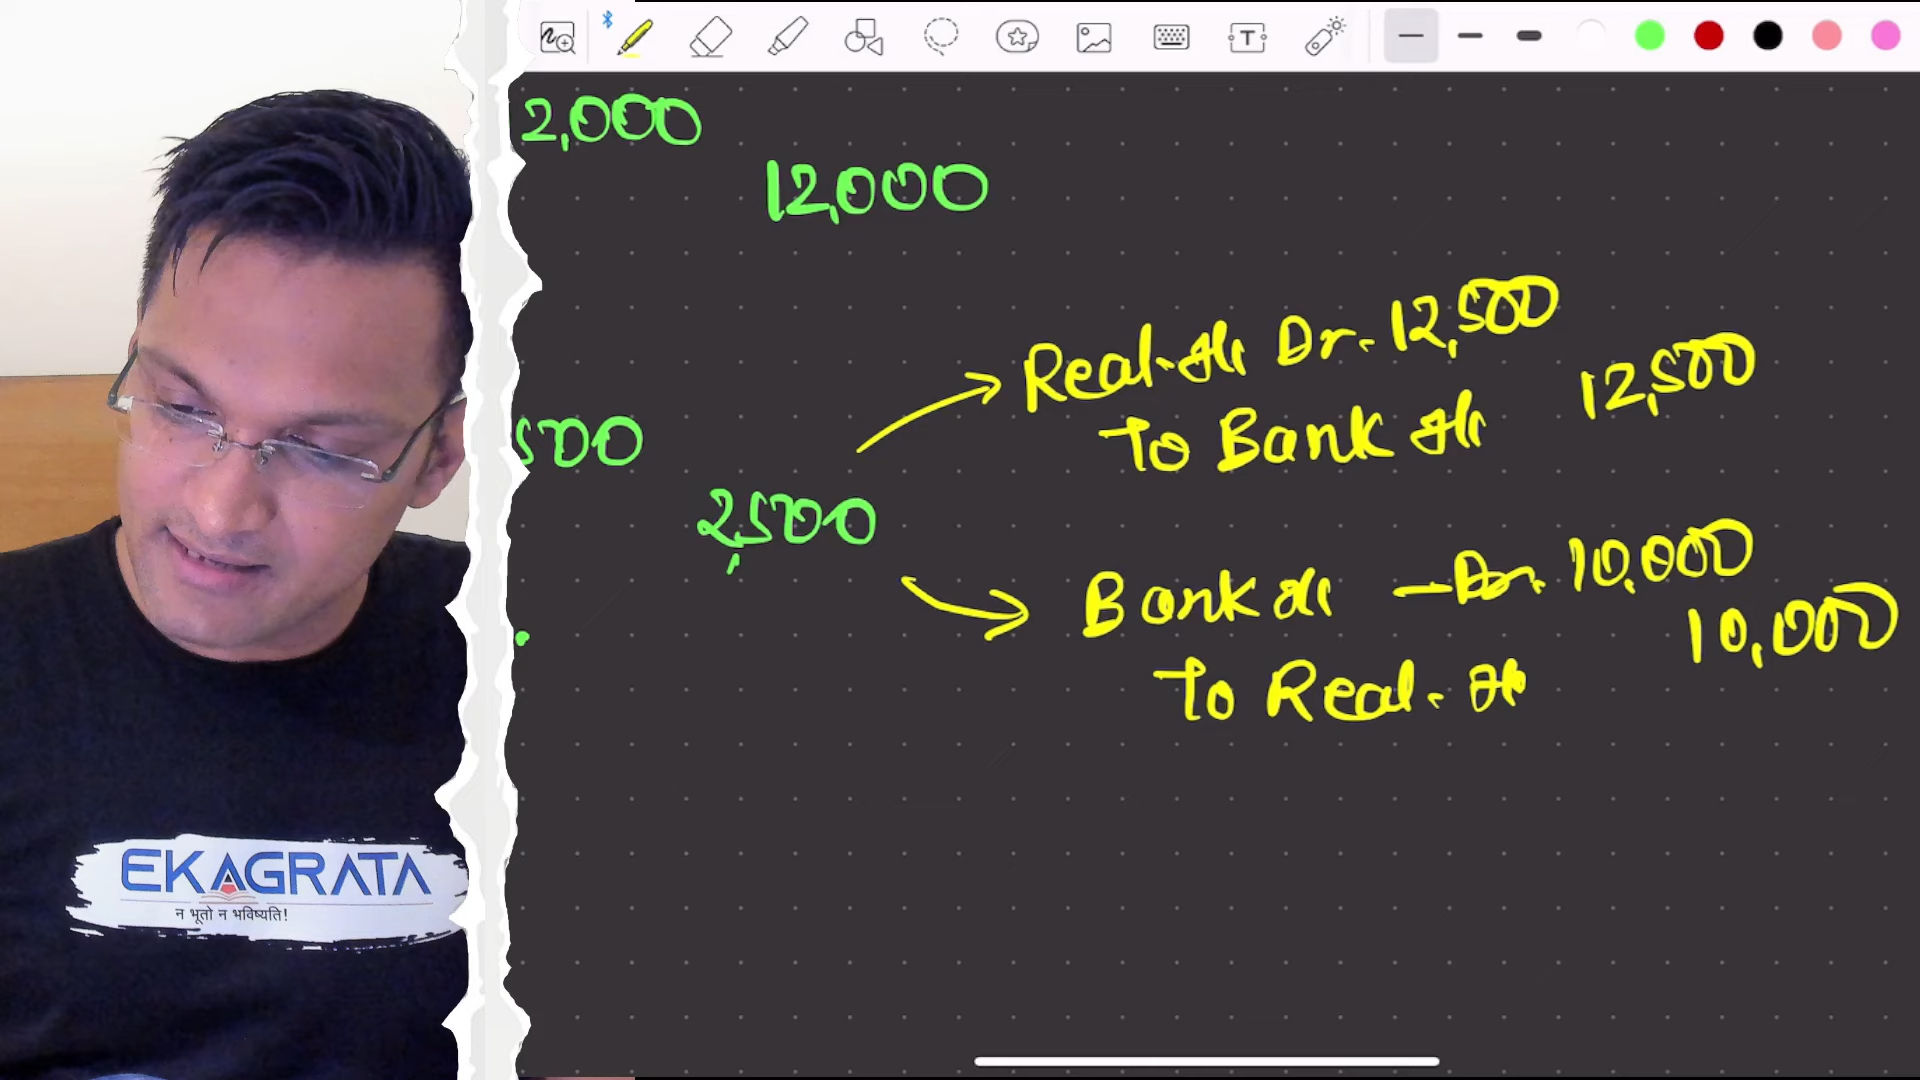 2,000
12,000
Real. A/c Dr. 12,500
To Bank A/c 12,500
500
2,500
Bank A/c Dr. 10,000
To Real. A/c 10,000
T
EKAGRATA
न भूतो न भविष्यति!